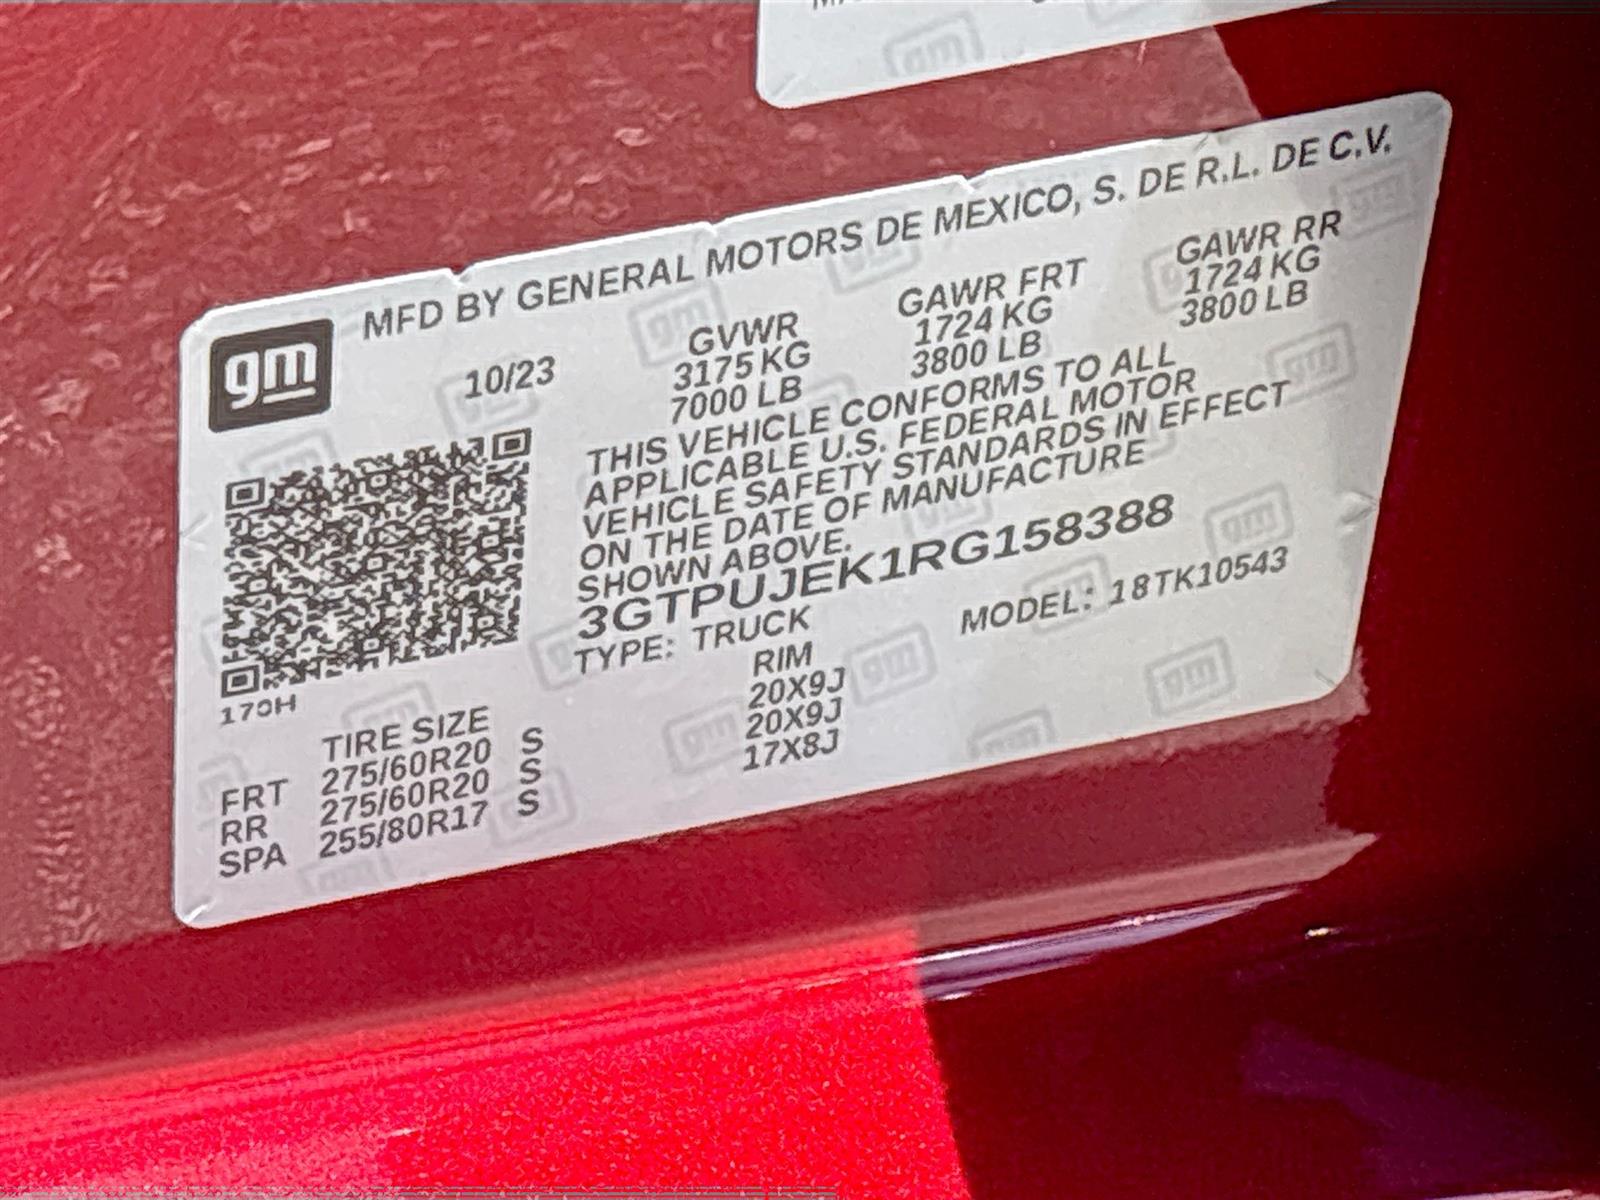 MFD BY GENERAL MOTORS DE MEXICO, S. DE R.L. DE C.V.
gm
10/23
GVWR
3175 KG
7000 LB
GAWR FRT
1724 KG
3800 LB
GAWR RR
1724 KG
3800 LB
THIS VEHICLE CONFORMS TO ALL
APPLICABLE U.S. FEDERAL MOTOR
VEHICLE SAFETY STANDARDS IN EFFECT
ON THE DATE OF MANUFACTURE
SHOWN ABOVE.
3GTPUJEK1RG158388
TYPE: TRUCK
MODEL: 18TK10543
TIRE SIZE RIM
FRT 275/60R20 S 20X9J
RR 275/60R20 S 20X9J
SPA 255/80R17 S 17X8J